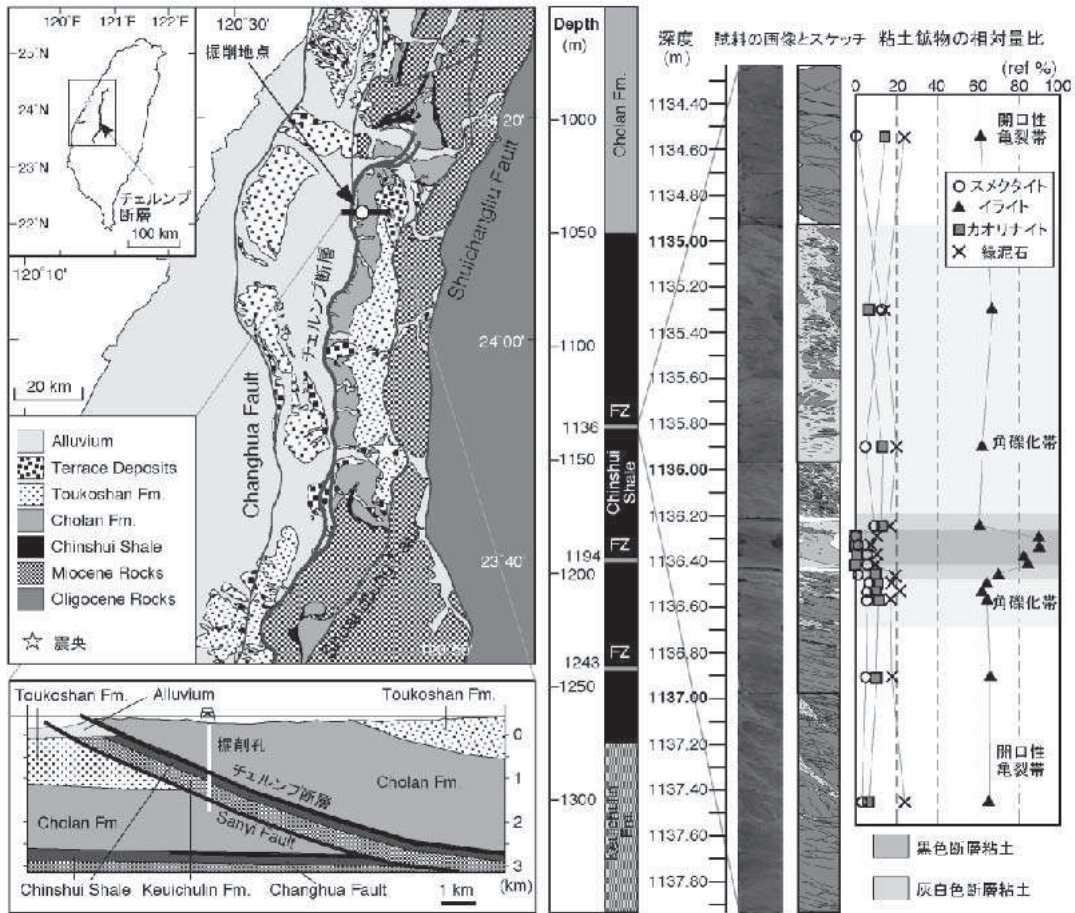 120˚E
121˚E
122˚E
25˚N
24˚N
23˚N
22˚N
チェルンプ
断層
100 km
120˚10'
120˚30'
掘削地点
24˚20'
24˚00'
23˚40'
Shuichangliu Fault
チェルンプ断層
Changhua Fault
20 km
Alluvium
Terrace Deposits
Toukoshan Fm.
Cholan Fm.
Chinshui Shale
Miocene Rocks
Oligocene Rocks
震央
Toukoshan Fm.
Alluvium
Toukoshan Fm.
掘削孔
チェルンプ断層
Cholan Fm.
Cholan Fm.
Sanyi Fault
0
1
2
3
(km)
Chinshui Shale
Keuichulin Fm.
Changhua Fault
1 km
Depth
(m)
1000
1050
1100
1136
1150
1194
1200
1243
1250
1300
Cholan Fm.
FZ
Chinshui
Shale
FZ
FZ
深度
(m)
試料の画像とスケッチ
粘土鉱物の相対量比
(ref %)
1134.40
1134.60
1134.80
1135.00
1135.20
1135.40
1135.60
1135.80
1136.00
1136.20
1136.40
1136.60
1136.80
1137.00
1137.20
1137.40
1137.60
1137.80
0 20 40 60 80 100
開口性
亀裂帯
スメクタイト
イライト
カオリナイト
緑泥石
角礫化帯
角礫化帯
開口性
亀裂帯
黒色断層粘土
灰白色断層粘土